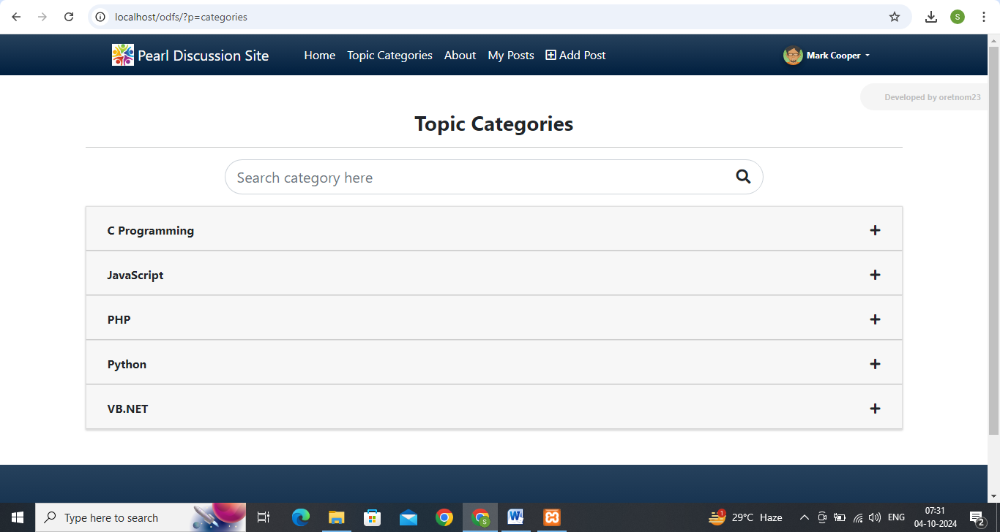 localhost/odfs/?p=categories
S
Pearl Discussion Site Home Topic Categories About My Posts Add Post Mark Cooper
Developed by oretnom23
Topic Categories
Search category here
C Programming
JavaScript
PHP
Python
VB.NET
Type here to search
S
W
1
29°C Haze
ENG
07:31
04-10-2024
2